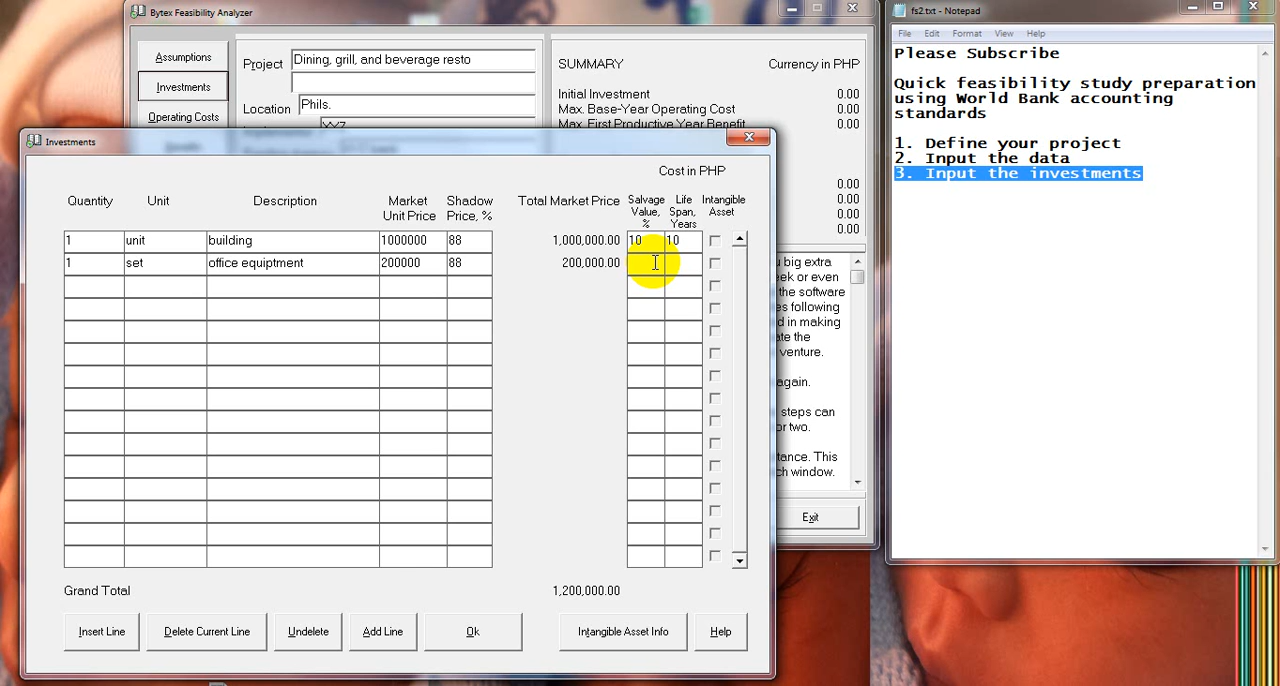 Bytex Feasibility Analyzer
Assumptions
Investments
Operating Costs
Project
Dining, grill, and beverage resto
Location
Phils.
XYZ
SUMMARY
Currency in PHP
Initial Investment
0.00
Max. Base-Year Operating Cost
0.00
Max. First Productive Year Benefit
0.00
0.00
0.00
0.00
0.00
u big extra
ek or even
the software
es following
d in making
ate the
venture.
again.
steps can
or two.
tance. This
ch window.
Exit
Investments
Cost in PHP
Quantity
Unit
Description
Market
Unit Price
Shadow
Price, %
Total Market Price
Salvage
Value,
%
Life
Span,
Years
Intangible
Asset
1 unit building 1000000 88 1,000,000.00 10 10
1 set office equiptment 200000 88 200,000.00
Grand Total
1,200,000.00
Insert Line
Delete Current Line
Undelete
Add Line
Ok
Intangible Asset Info
Help
fs2.txt - Notepad
File Edit Format View Help
Please Subscribe
Quick feasibility study preparation
using World Bank accounting
standards
1. Define your project
2. Input the data
3. Input the investments